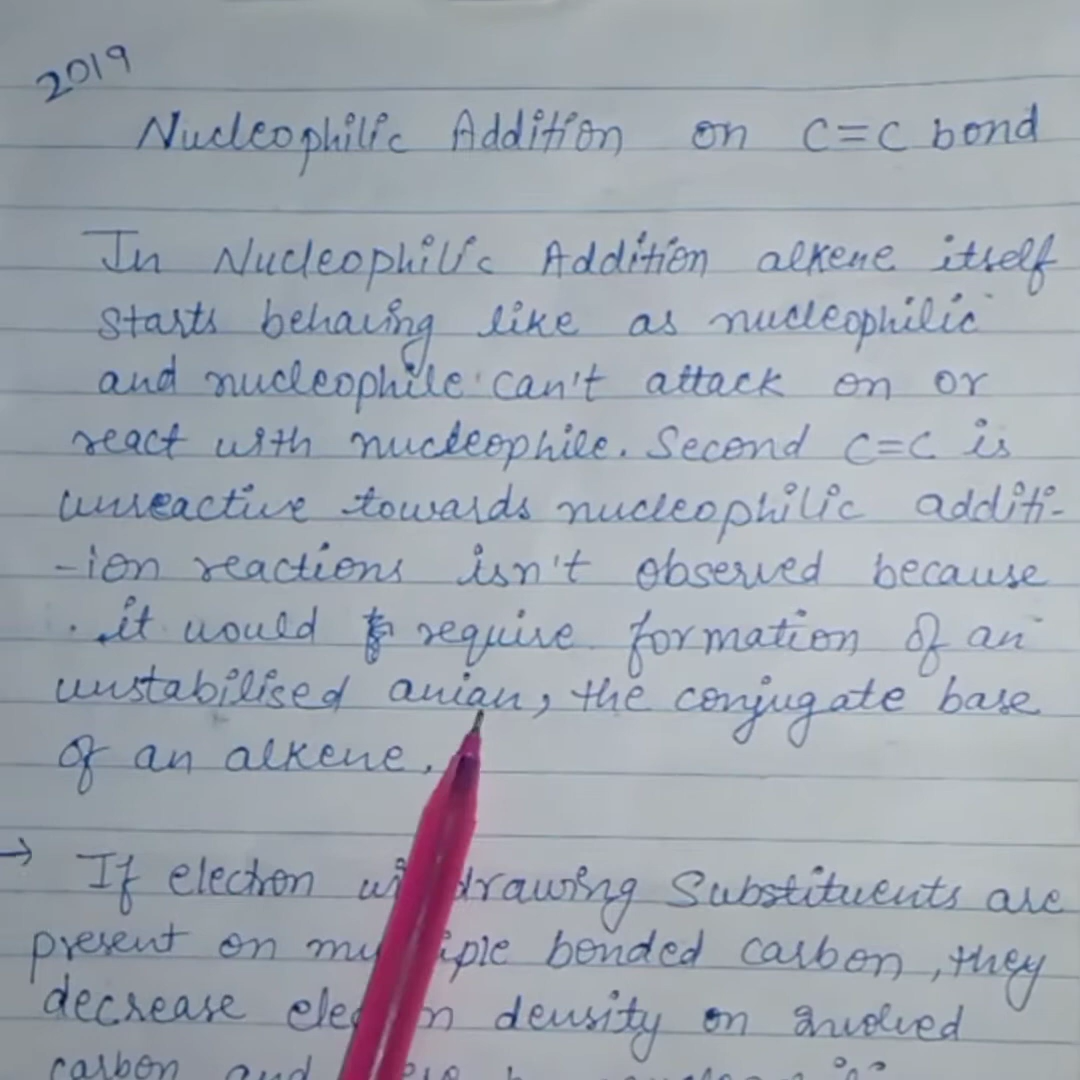 2019
Nucleophilic Addition on C=C bond
In Nucleophilic Addition alkene itself
starts behaving like as nucleophilic
and nucleophile can't attack on or
react with nucleophile. Second C=C is
unreactive towards nucleophilic additi-
-ion reactions isn't observed because
it would require formation of an
unstabilised anian, the conjugate base
of an alkene.
→ If electron drawing Substituents are
present on bonded carbon, they
decrease density on involved
carbon and